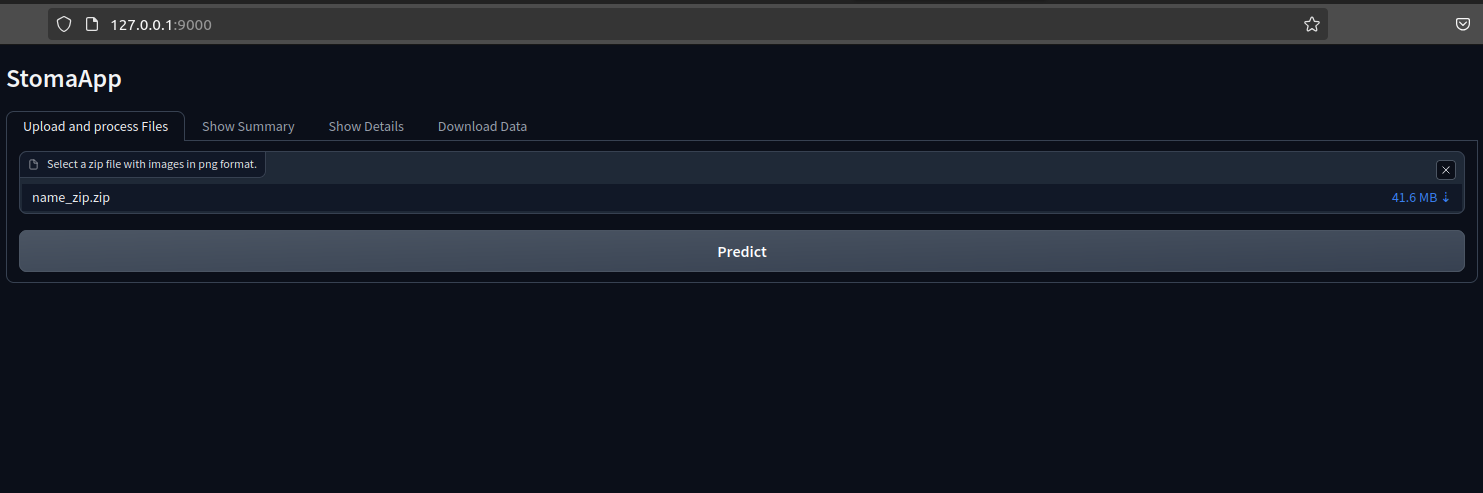 127.0.0.1:9000
StomaApp
Upload and process Files Show Summary Show Details Download Data
Select a zip file with images in png format.
name_zip.zip 41.6 MB ⇣
Predict